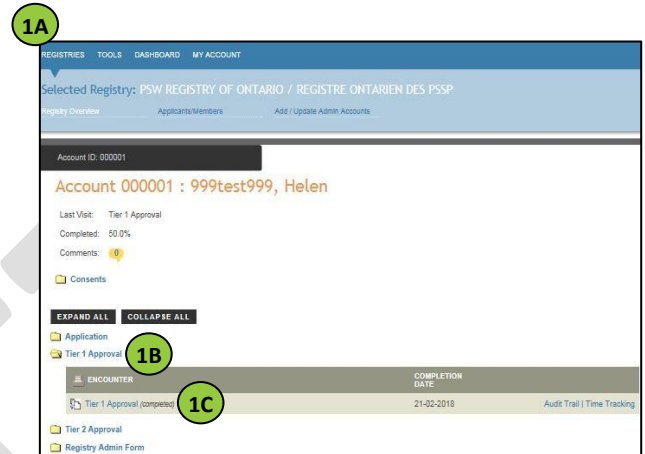 1A
REGISTRIES TOOLS DASHBOARD MY ACCOUNT
Selected Registry: PSW REGISTRY OF ONTARIO / REGISTRE ONTARIEN DES PSSP
Registry Overview Applicants/Members Add / Update Admin Accounts
Account ID: 000001
Account 000001 : 999test999, Helen
Last Visit: Tier 1 Approval
Completed: 50.0%
Comments: 0
Consents
EXPAND ALL COLLAPSE ALL
Application
Tier 1 Approval 1B
ENCOUNTER COMPLETION DATE
Tier 1 Approval (completed) 1C 21-02-2018 Audit Trail | Time Tracking
Tier 2 Approval
Registry Admin Form